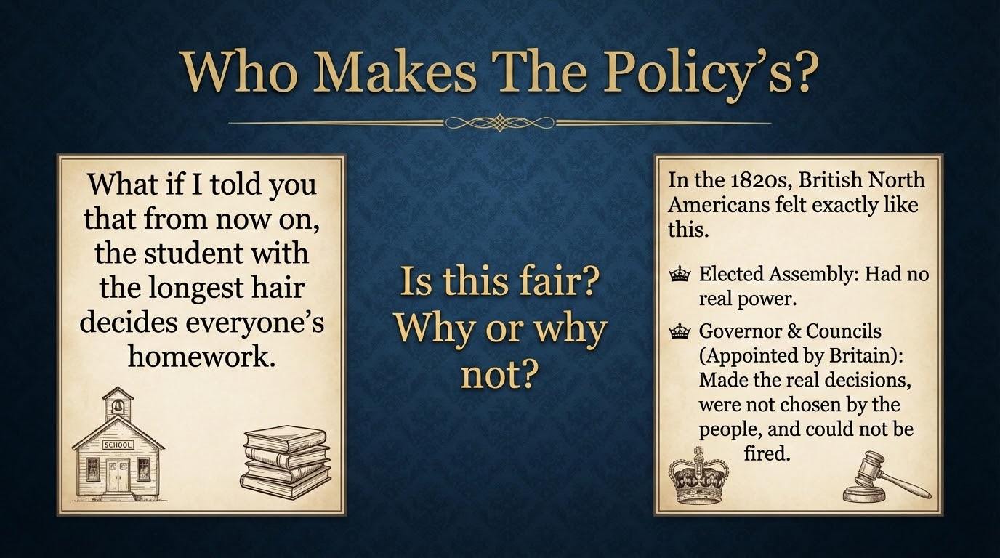 Who Makes The Policy’s?
What if I told you
that from now on,
the student with
the longest hair
decides everyone’s
homework.
SCHOOL
Is this fair?
Why or why
not?
In the 1820s, British North
Americans felt exactly like
this.
Elected Assembly: Had no
real power.
Governor & Councils
(Appointed by Britain):
Made the real decisions,
were not chosen by the
people, and could not be
fired.